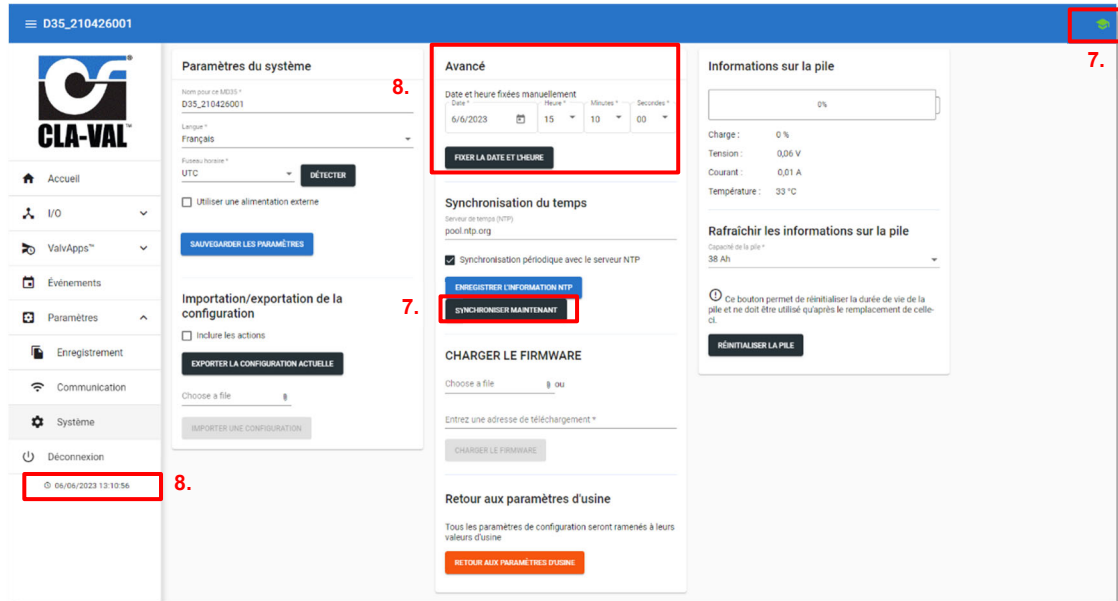 D35_210426001
7.
CLA-VAL™
Accueil
I/O
ValvApps™
Événements
Paramètres
Enregistrement
Communication
Système
Déconnexion
06/06/2023 13:10:56
8.
Paramètres du système
Nom pour ce MD35 *
D35_210426001
Langue *
Français
Fuseau horaire *
UTC
DÉTECTER
Utiliser une alimentation externe
SAUVEGARDER LES PARAMÈTRES
Importation/exportation de la
configuration
Inclure les actions
EXPORTER LA CONFIGURATION ACTUELLE
Choose a file
IMPORTER UNE CONFIGURATION
8.
Avancé
Date et heure fixées manuellement
Date * Heure * Minutes * Secondes *
6/6/2023 15 10 00
FIXER LA DATE ET L'HEURE
Synchronisation du temps
Serveur de temps (NTP)
pool.ntp.org
Synchronisation périodique avec le serveur NTP
ENREGISTRER L'INFORMATION NTP
7.
SYNCHRONISER MAINTENANT
CHARGER LE FIRMWARE
Choose a file ou
Entrez une adresse de téléchargement *
CHARGER LE FIRMWARE
Retour aux paramètres d'usine
Tous les paramètres de configuration seront ramenés à leurs
valeurs d'usine
RETOUR AUX PARAMÈTRES D'USINE
Informations sur la pile
0%
Charge : 0 %
Tension : 0,06 V
Courant : 0,01 A
Température : 33 °C
Rafraîchir les informations sur la pile
Capacité de la pile *
38 Ah
Ce bouton permet de réinitialiser la durée de vie de la
pile et ne doit être utilisé qu'après le remplacement de celle-
ci.
RÉINITIALISER LA PILE